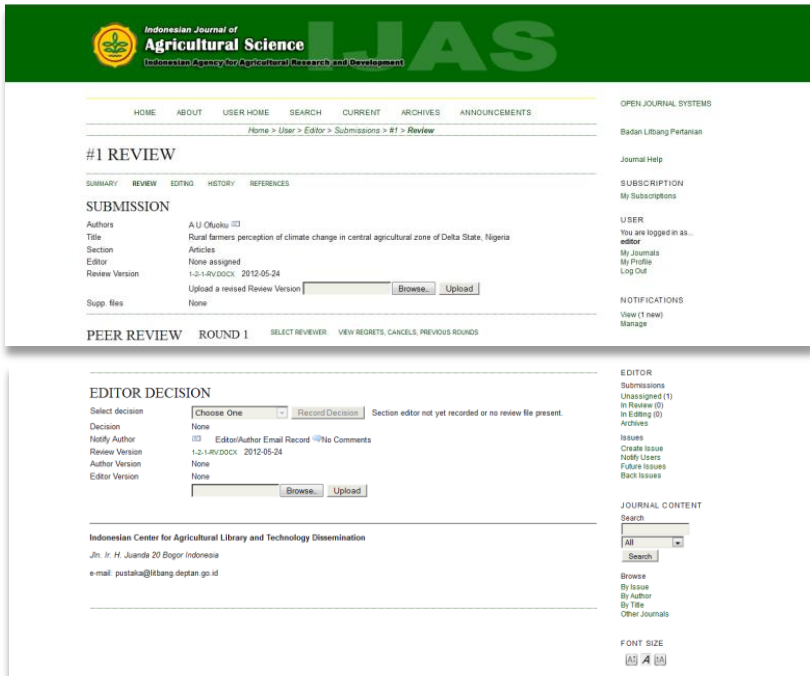 Indonesian Journal of
Agricultural Science
Indonesian Agency for Agricultural Research and Development
IJAS
HOME ABOUT USER HOME SEARCH CURRENT ARCHIVES ANNOUNCEMENTS
Home > User > Editor > Submissions > #1 > Review
#1 REVIEW
SUMMARY REVIEW EDITING HISTORY REFERENCES
SUBMISSION
Authors A U Ofuoku
Title Rural farmers perception of climate change in central agricultural zone of Delta State, Nigeria
Section Articles
Editor None assigned
Review Version 1-2-1-RV.DOCX 2012-05-24
Upload a revised Review Version Browse.. Upload
Supp. files None
PEER REVIEW ROUND 1 SELECT REVIEWER VIEW REGRETS, CANCELS, PREVIOUS ROUNDS
OPEN JOURNAL SYSTEMS
Badan Litbang Pertanian
Journal Help
SUBSCRIPTION
My Subscriptions
USER
You are logged in as...
editor
My Journals
My Profile
Log Out
NOTIFICATIONS
View (1 new)
Manage
EDITOR DECISION
Select decision Choose One Record Decision Section editor not yet recorded or no review file present.
Decision None
Notify Author Editor/Author Email Record No Comments
Review Version 1-2-1-RV.DOCX 2012-05-24
Author Version None
Editor Version None
Browse.. Upload
Indonesian Center for Agricultural Library and Technology Dissemination
Jln. Ir. H. Juanda 20 Bogor Indonesia
e-mail: pustaka@litbang.deptan.go.id
EDITOR
Submissions
Unassigned (1)
In Review (0)
In Editing (0)
Archives
Issues
Create Issue
Notify Users
Future Issues
Back Issues
JOURNAL CONTENT
Search
All
Search
Browse
By Issue
By Author
By Title
Other Journals
FONT SIZE